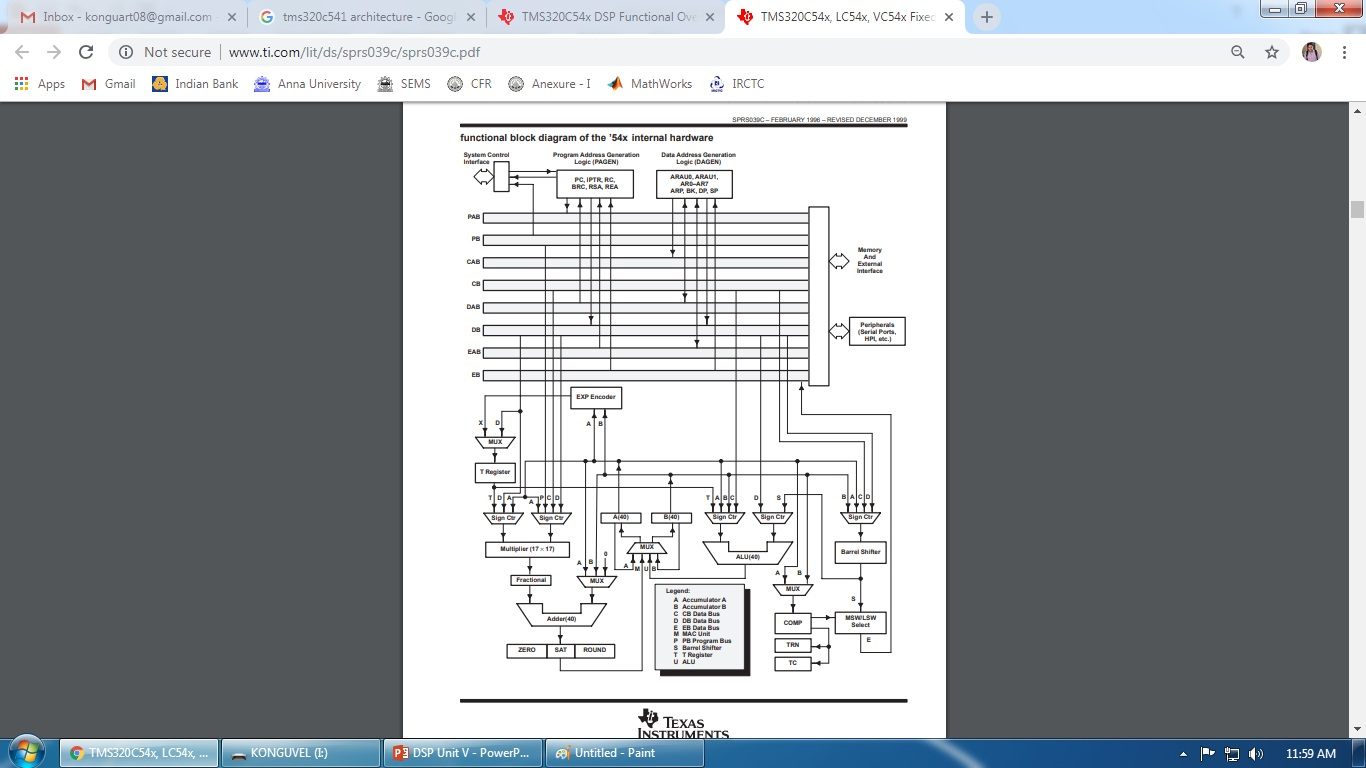 Inbox - konguart08@gmail.com
tms320c541 architecture - Googl
TMS320C54x DSP Functional Ove
TMS320C54x, LC54x, VC54x Fixed
Not secure
www.ti.com/lit/ds/sprs039c/sprs039c.pdf
Apps
Gmail
Indian Bank
Anna University
SEMS
CFR
Anexure - I
MathWorks
IRCTC
SPRS039C – FEBRUARY 1996 – REVISED DECEMBER 1999
functional block diagram of the '54x internal hardware
System Control
Interface
Program Address Generation
Logic (PAGEN)
Data Address Generation
Logic (DAGEN)
PC, IPTR, RC,
BRC, RSA, REA
ARAU0, ARAU1,
AR0–AR7
ARP, BK, DP, SP
PAB
PB
CAB
CB
DAB
DB
EAB
EB
Memory
And
External
Interface
Peripherals
(Serial Ports,
HPI, etc.)
EXP Encoder
X D
A B
MUX
T Register
T D A
A P C D
T A B C
D S
B A C D
Sign Ctr
Sign Ctr
A(40)
B(40)
Sign Ctr
Sign Ctr
Sign Ctr
Multiplier (17 × 17)
MUX
ALU(40)
Barrel Shifter
A B 0
A M U B
A B
Fractional
MUX
MUX
S
Adder(40)
COMP
MSW/LSW
Select
E
ZERO SAT ROUND
TRN
TC
Legend:
A Accumulator A
B Accumulator B
C CB Data Bus
D DB Data Bus
E EB Data Bus
M MAC Unit
P PB Program Bus
S Barrel Shifter
T T Register
U ALU
TEXAS
INSTRUMENTS
TMS320C54x, LC54x, ...
KONGUVEL (I:)
DSP Unit V - PowerP...
Untitled - Paint
11:59 AM